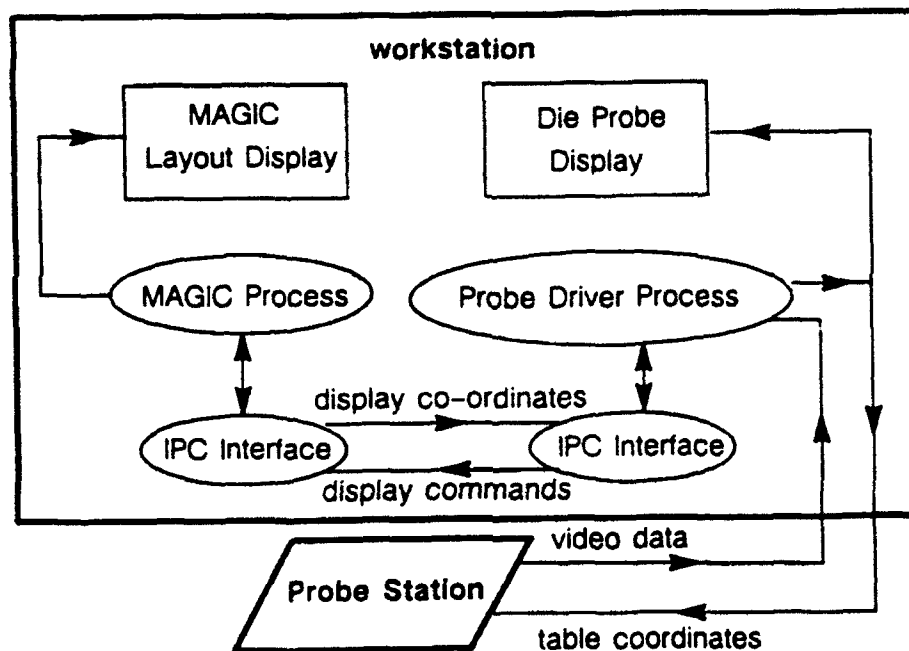 workstation
MAGIC
Layout Display
Die Probe
Display
MAGIC Process
Probe Driver Process
display co-ordinates
IPC Interface
IPC Interface
display commands
video data
Probe Station
table coordinates